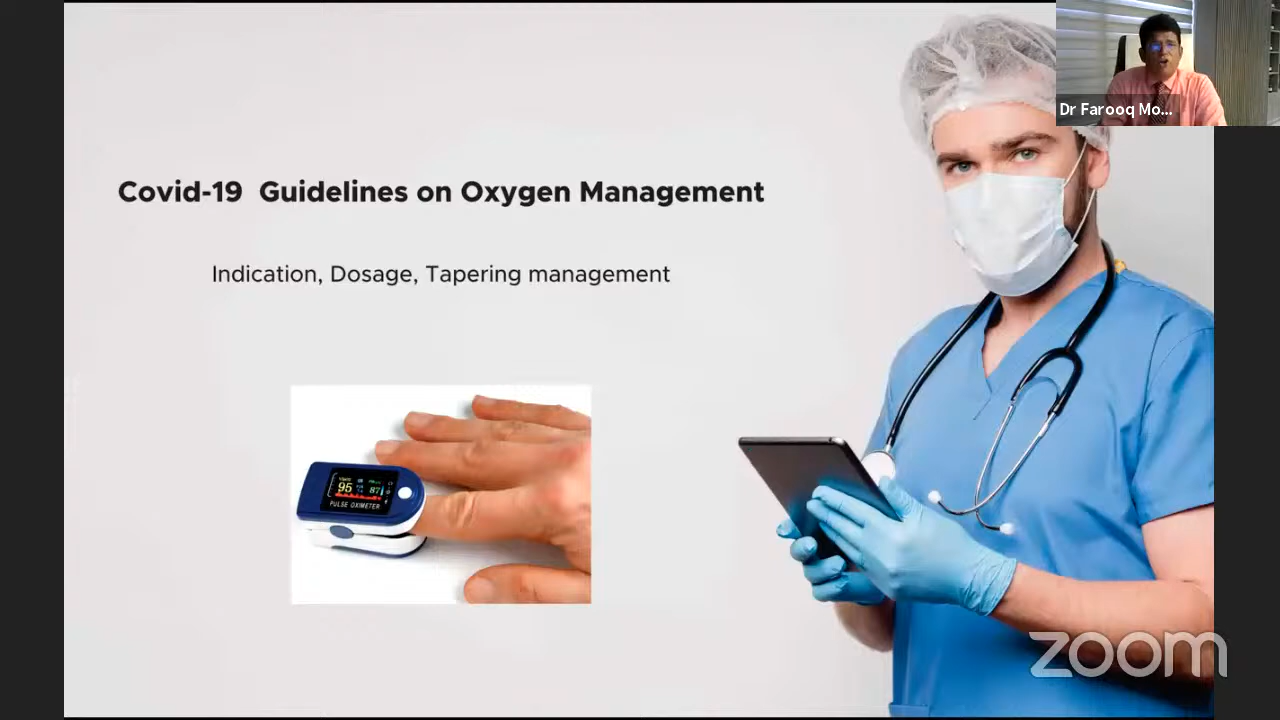 Dr Farooq Mo...
Covid-19 Guidelines on Oxygen Management
Indication, Dosage, Tapering management
95 87
PULSE OXIMETER
zoom